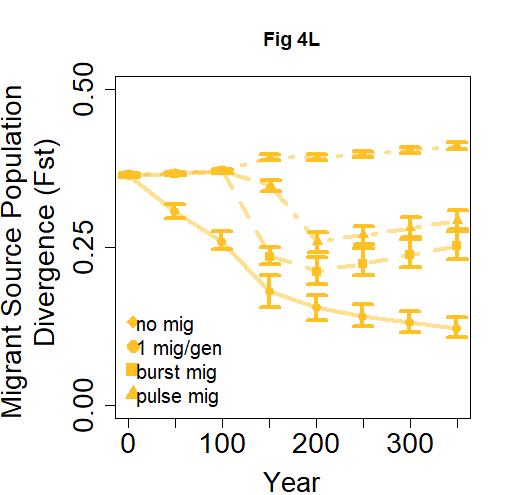 Fig 4L
Migrant Source Population
Divergence (Fst)
0.50
0.25
0.00
no mig
1 mig/gen
burst mig
pulse mig
0 100 200 300
Year